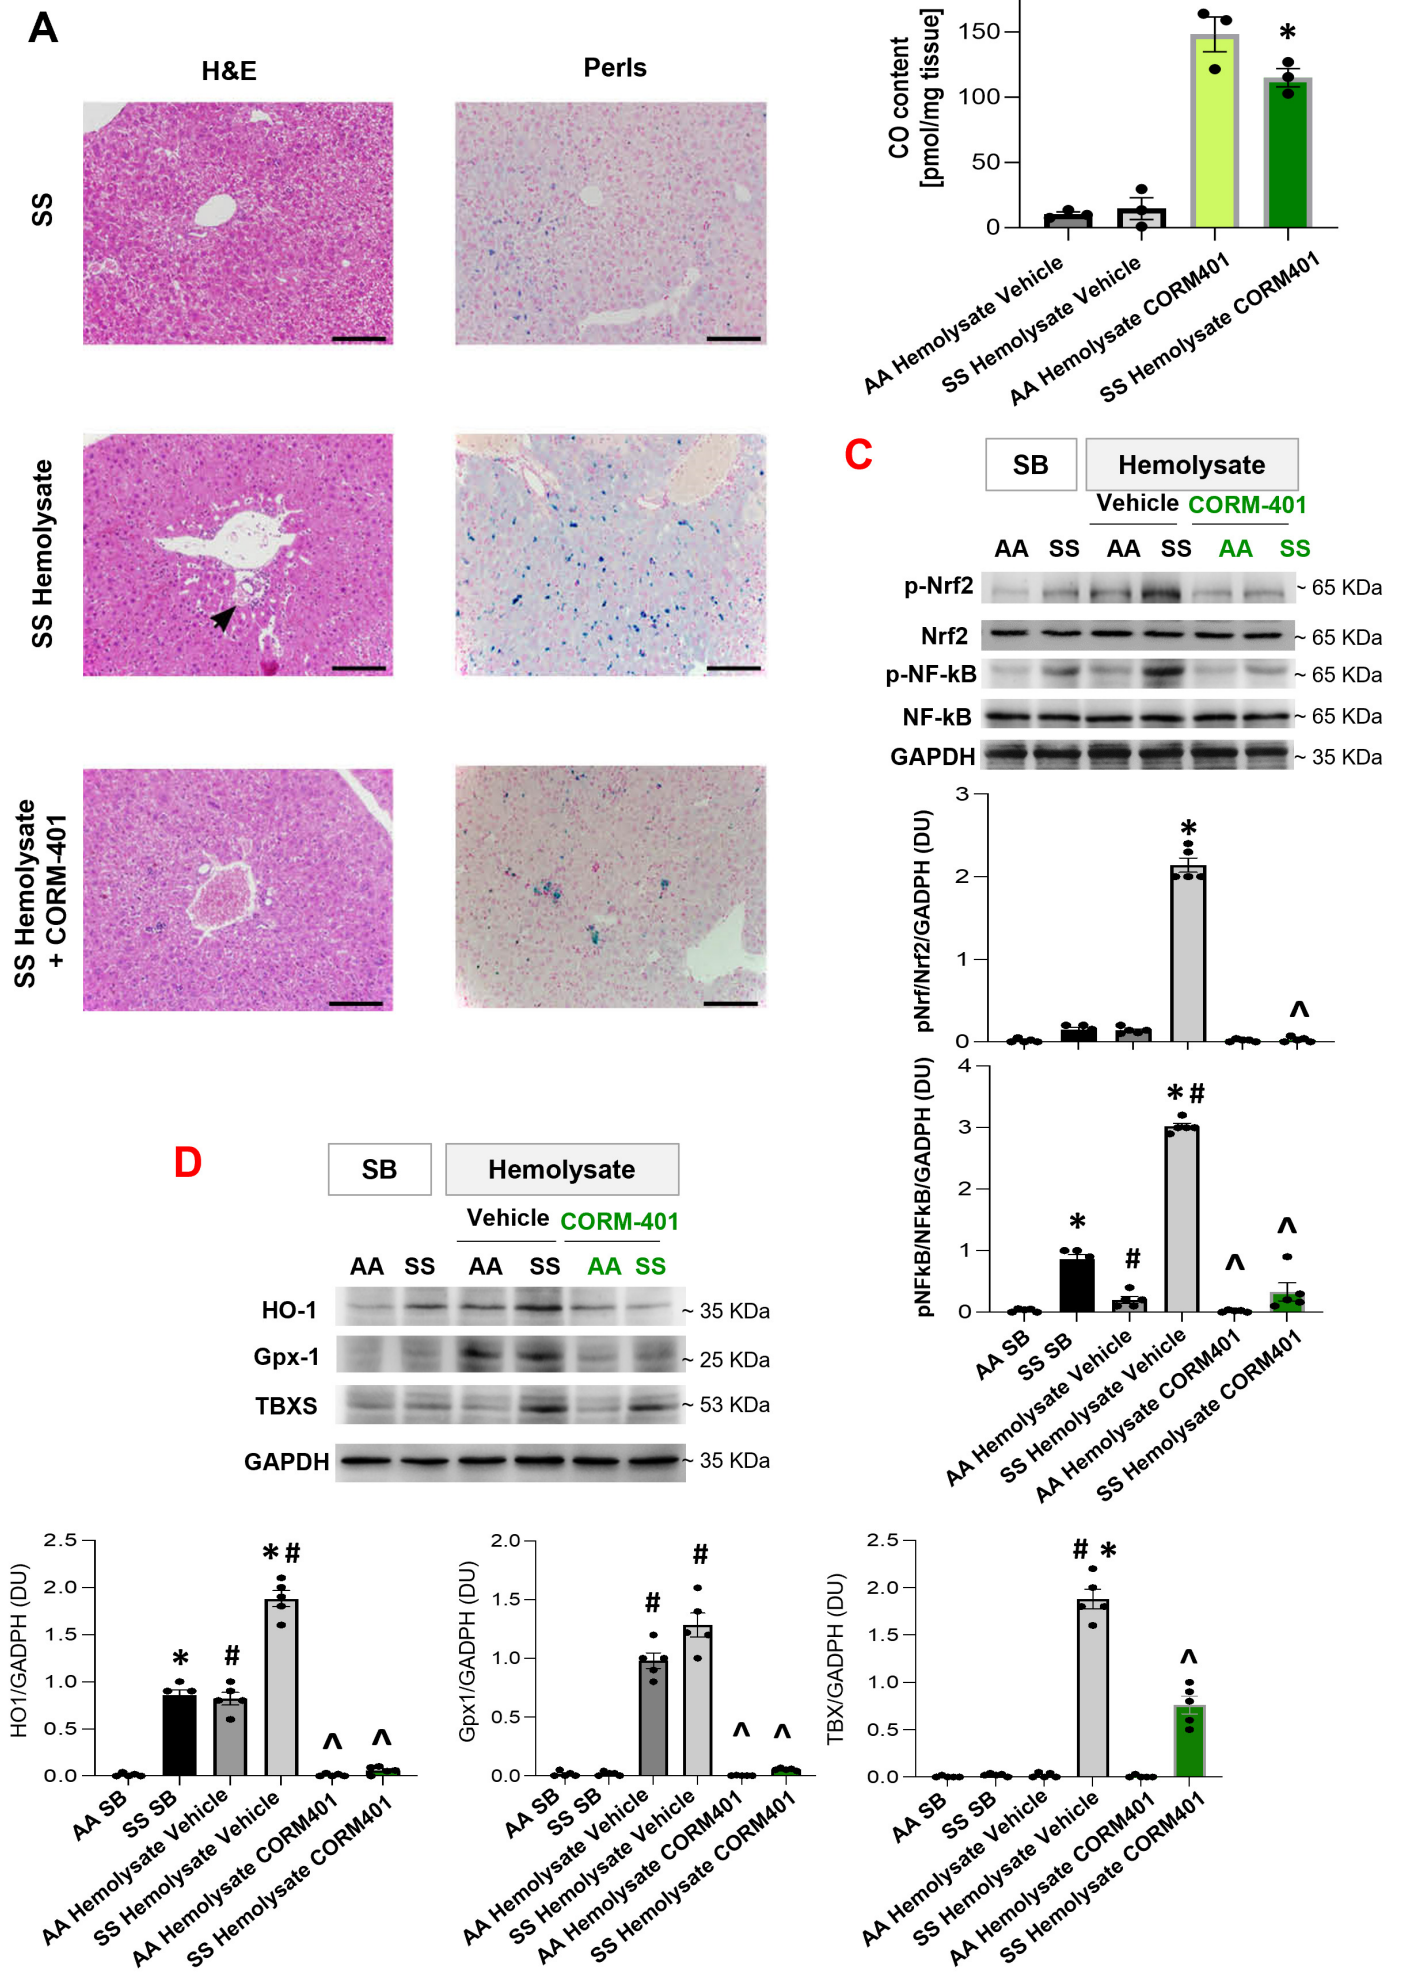 A
H&E
Perls
SS
SS Hemolysate
SS Hemolysate
+ CORM-401
CO content
[pmol/mg tissue]
150
100
50
0
*
AA Hemolysate Vehicle
SS Hemolysate Vehicle
AA Hemolysate CORM401
SS Hemolysate CORM401
C
SB
Hemolysate
Vehicle CORM-401
AA SS AA SS AA SS
p-Nrf2 ~ 65 KDa
Nrf2 ~ 65 KDa
p-NF-kB ~ 65 KDa
NF-kB ~ 65 KDa
GAPDH ~ 35 KDa
pNrf/Nrf2/GADPH (DU)
3
2
1
0
*
^
pNFkB/NFkB/GADPH (DU)
4
3
2
1
0
*
#
* #
^
^
AA SB
SS SB
AA Hemolysate Vehicle
SS Hemolysate Vehicle
AA Hemolysate CORM401
SS Hemolysate CORM401
D
SB
Hemolysate
Vehicle CORM-401
AA SS AA SS AA SS
HO-1 ~ 35 KDa
Gpx-1 ~ 25 KDa
TBXS ~ 53 KDa
GAPDH ~ 35 KDa
HO1/GADPH (DU)
2.5
2.0
1.5
1.0
0.5
0.0
*
#
* #
^
^
AA SB
SS SB
AA Hemolysate Vehicle
SS Hemolysate Vehicle
AA Hemolysate CORM401
SS Hemolysate CORM401
Gpx1/GADPH (DU)
2.0
1.5
1.0
0.5
0.0
#
#
^
^
AA SB
SS SB
AA Hemolysate Vehicle
SS Hemolysate Vehicle
AA Hemolysate CORM401
SS Hemolysate CORM401
TBX/GADPH (DU)
2.5
2.0
1.5
1.0
0.5
0.0
# *
^
AA SB
SS SB
AA Hemolysate Vehicle
SS Hemolysate Vehicle
AA Hemolysate CORM401
SS Hemolysate CORM401